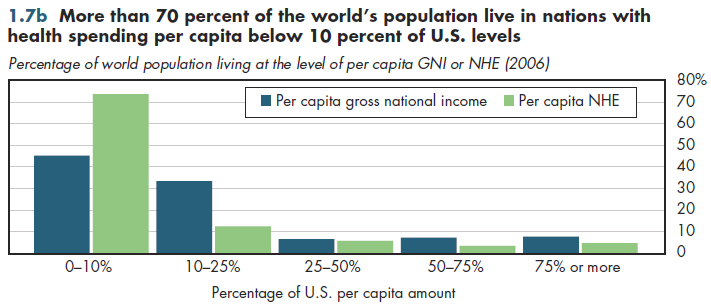 1.7b More than 70 percent of the world's population live in nations with
health spending per capita below 10 percent of U.S. levels
Percentage of world population living at the level of per capita GNI or NHE (2006)
80%
Per capita gross national income Per capita NHE
70
60
50
40
30
20
10
0
0–10% 10–25% 25–50% 50–75% 75% or more
Percentage of U.S. per capita amount